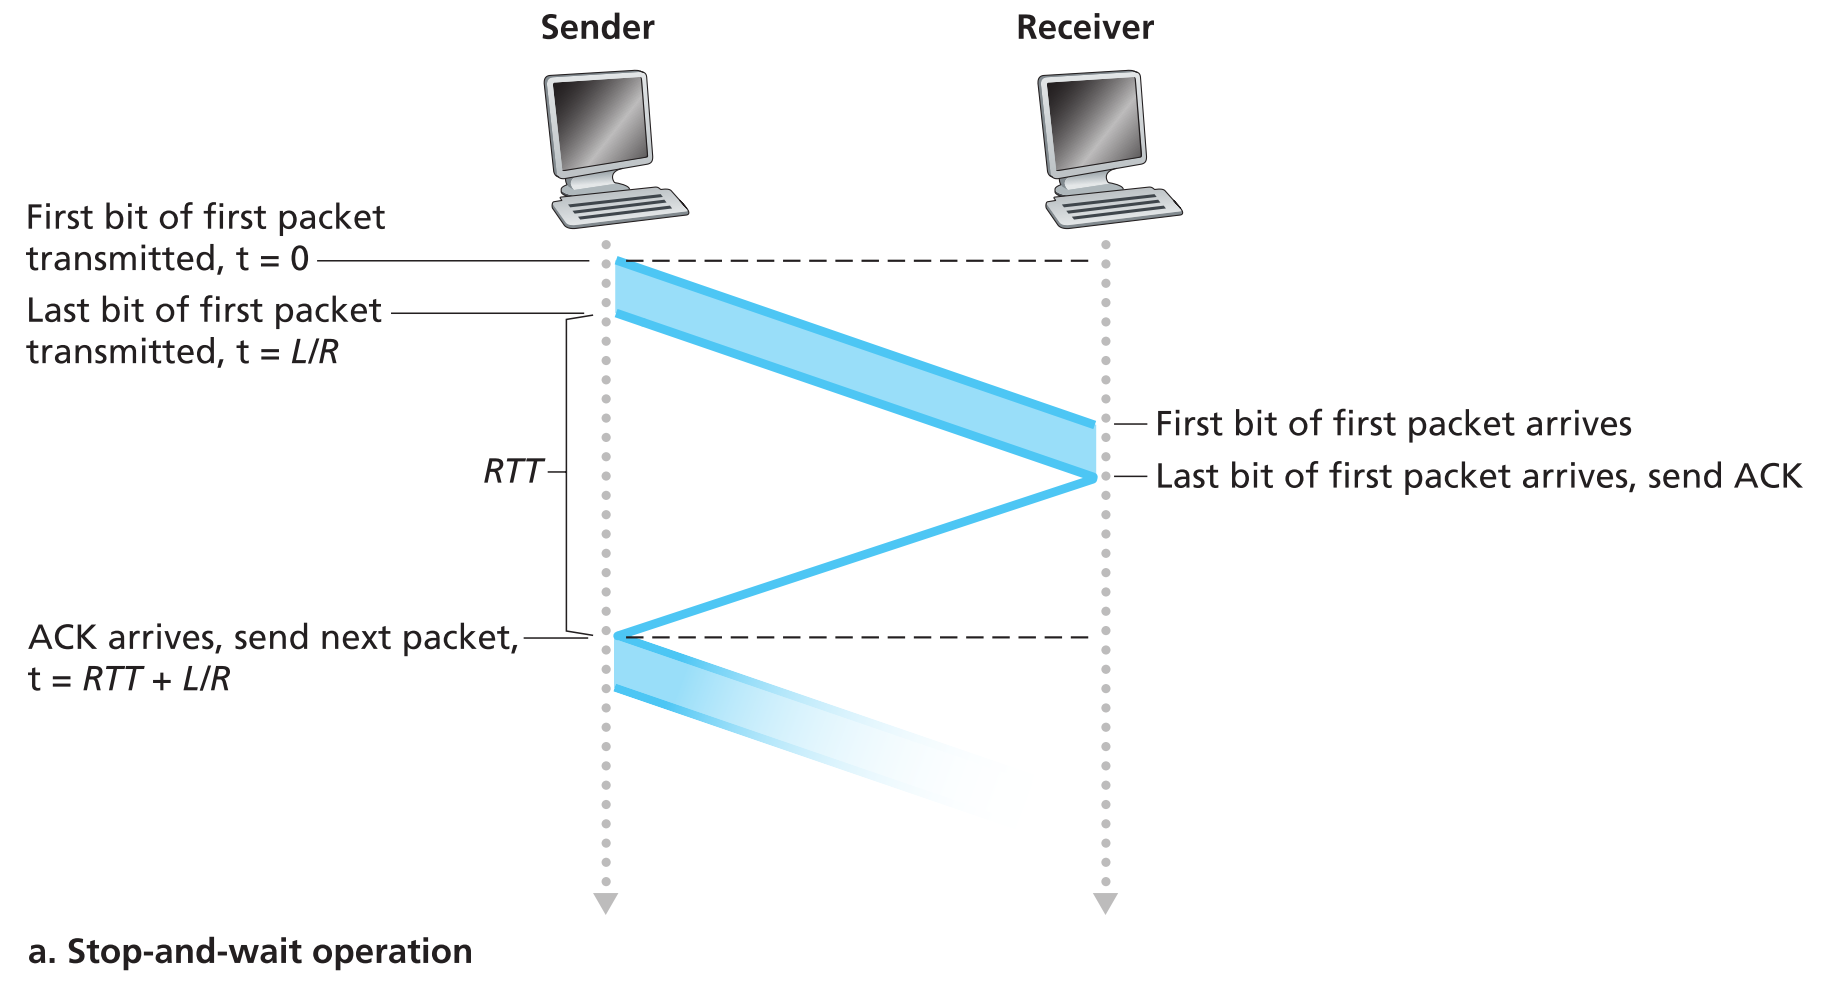 Sender
Receiver
First bit of first packet
transmitted, t = 0
Last bit of first packet
transmitted, t = L/R
First bit of first packet arrives
RTT
Last bit of first packet arrives, send ACK
ACK arrives, send next packet,
t = RTT + L/R
a. Stop-and-wait operation